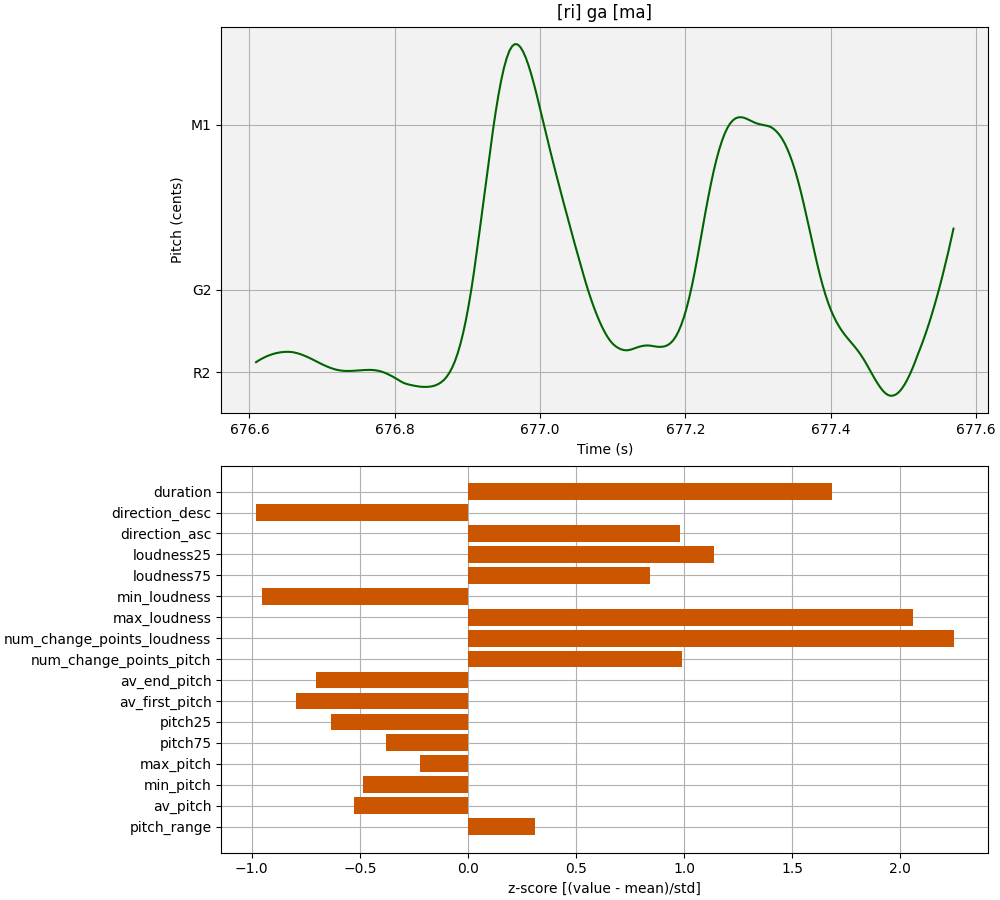 [ri] ga [ma]
M1
G2
R2
Pitch (cents)
676.6 676.8 677.0 677.2 677.4 677.6
Time (s)
duration
direction_desc
direction_asc
loudness25
loudness75
min_loudness
max_loudness
num_change_points_loudness
num_change_points_pitch
av_end_pitch
av_first_pitch
pitch25
pitch75
max_pitch
min_pitch
av_pitch
pitch_range
−1.0 −0.5 0.0 0.5 1.0 1.5 2.0
z-score [(value - mean)/std]